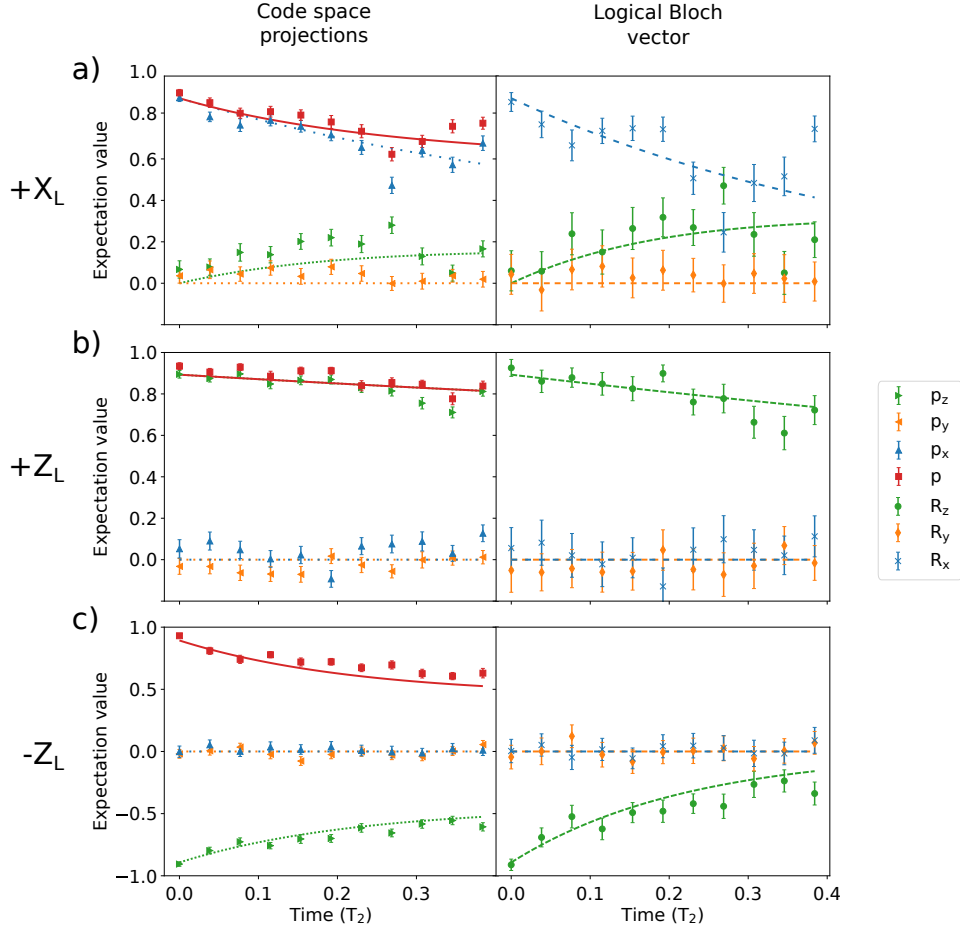 Code space
projections
Logical Bloch
vector
a)
+X_L
Expectation value
1.0
0.8
0.6
0.4
0.2
0.0
b)
+Z_L
Expectation value
1.0
0.8
0.6
0.4
0.2
0.0
c)
-Z_L
Expectation value
1.0
0.5
0.0
−0.5
−1.0
0.0 0.1 0.2 0.3
Time (T₂)
0.0 0.1 0.2 0.3 0.4
Time (T₂)
p_z
p_y
p_x
p
R_z
R_y
R_x